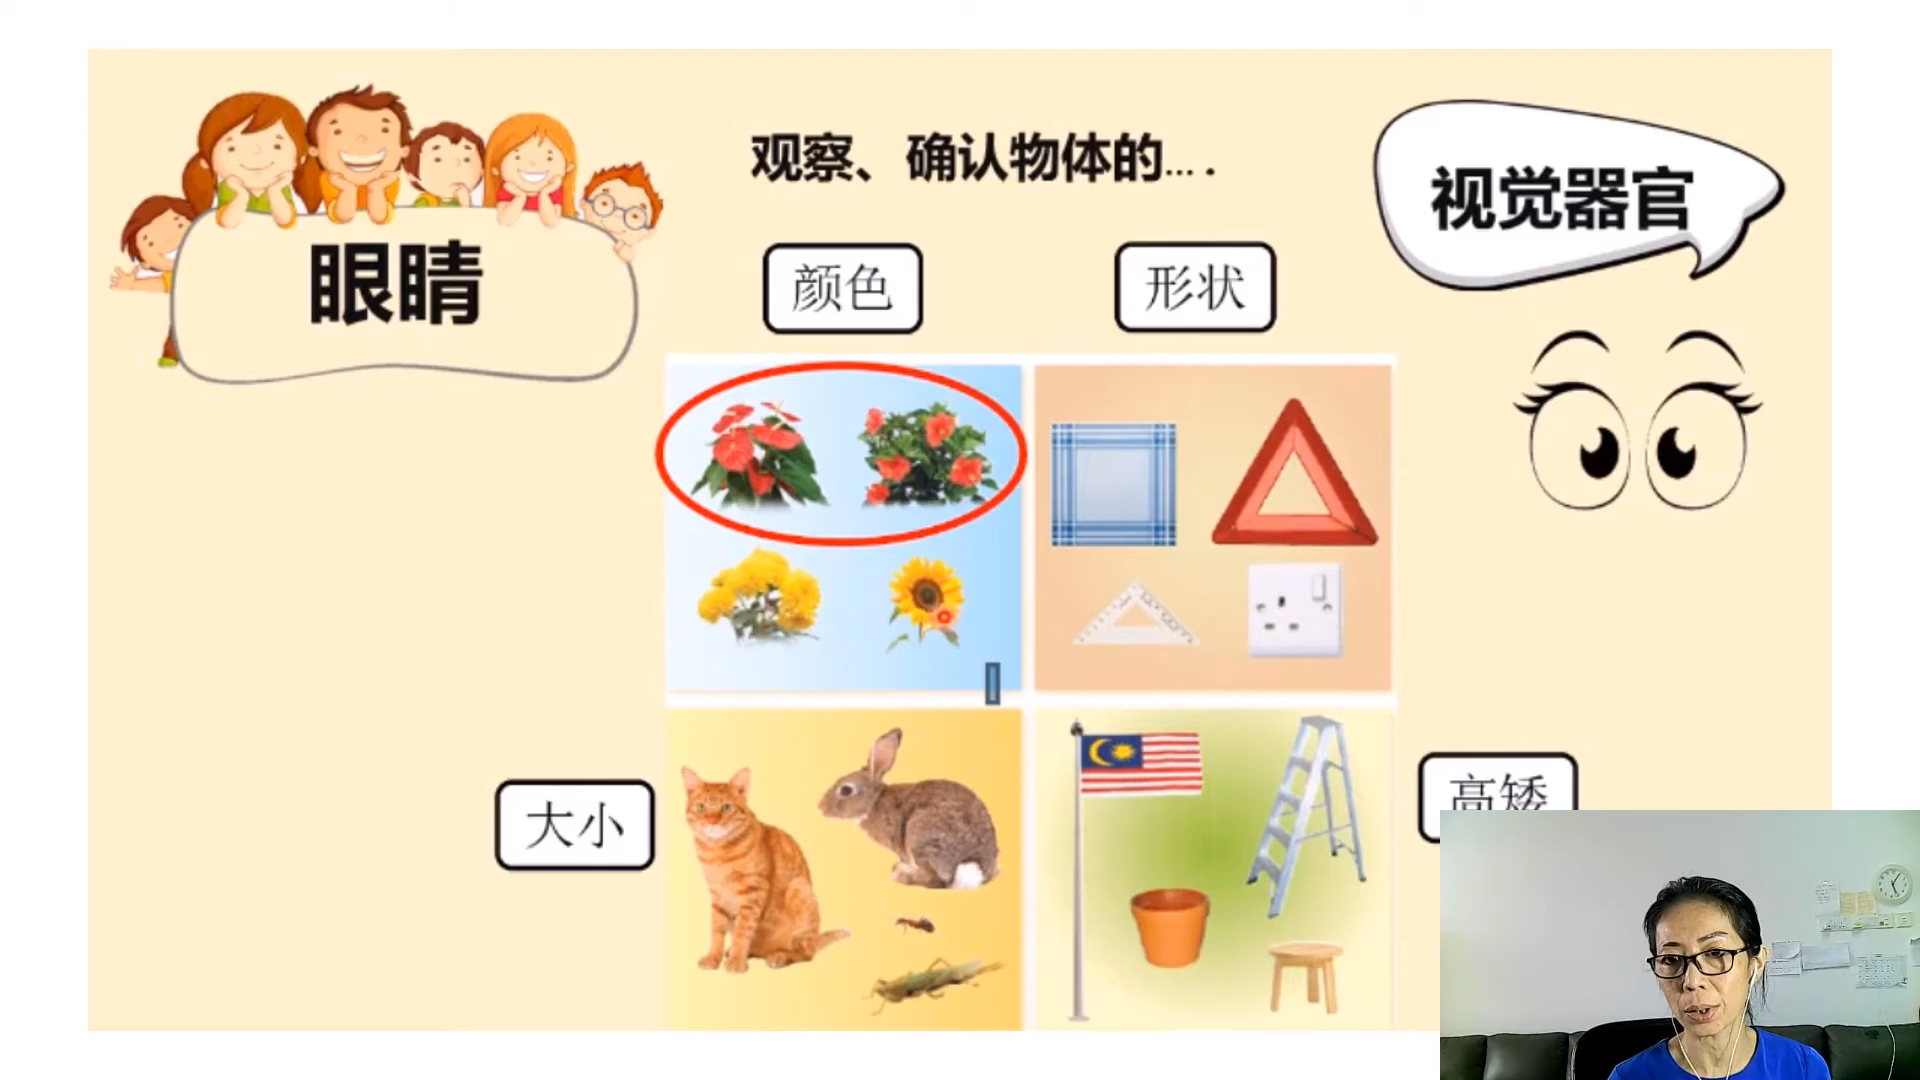 观察、确认物体的....
视觉器官
眼睛
颜色
形状
大小
高矮